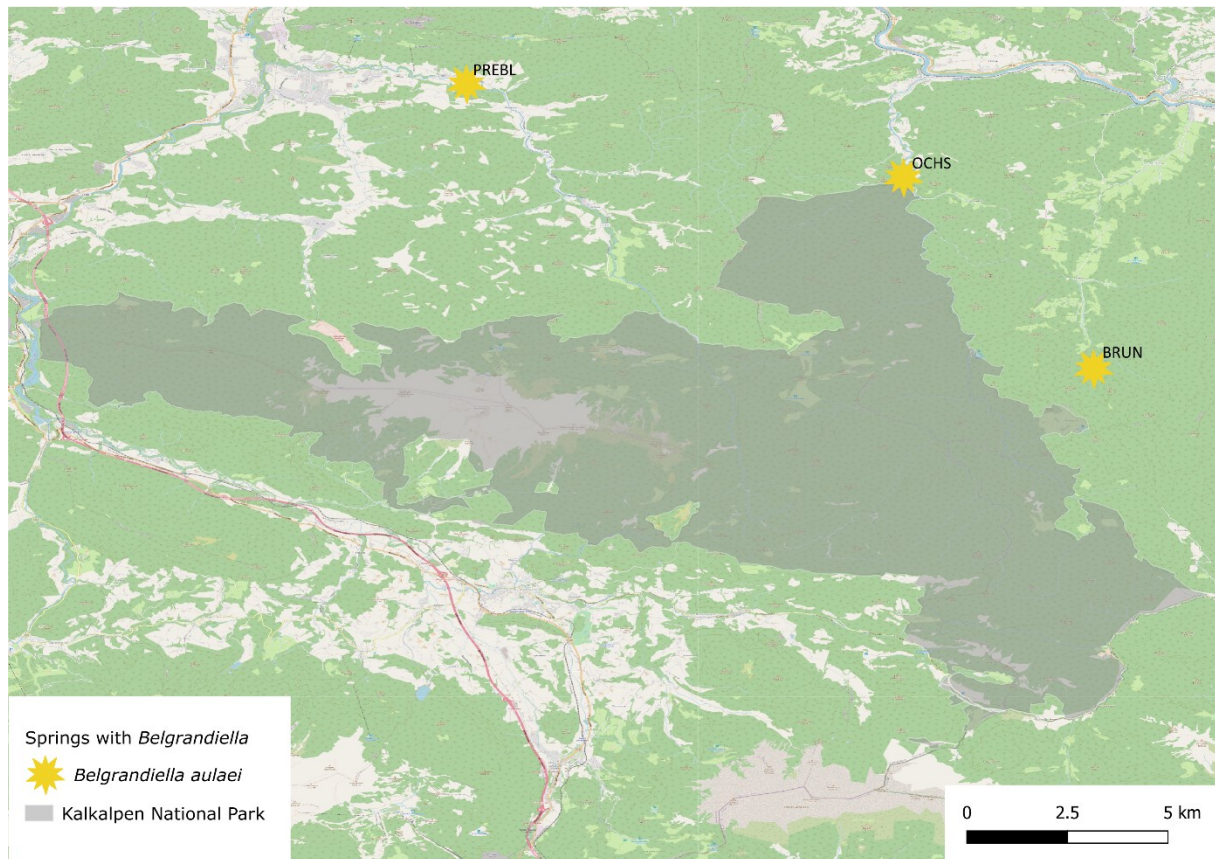 PREBL
OCHS
BRUN
Springs with Belgrandiella
Belgrandiella aulaei
Kalkalpen National Park
0 2.5 5 km